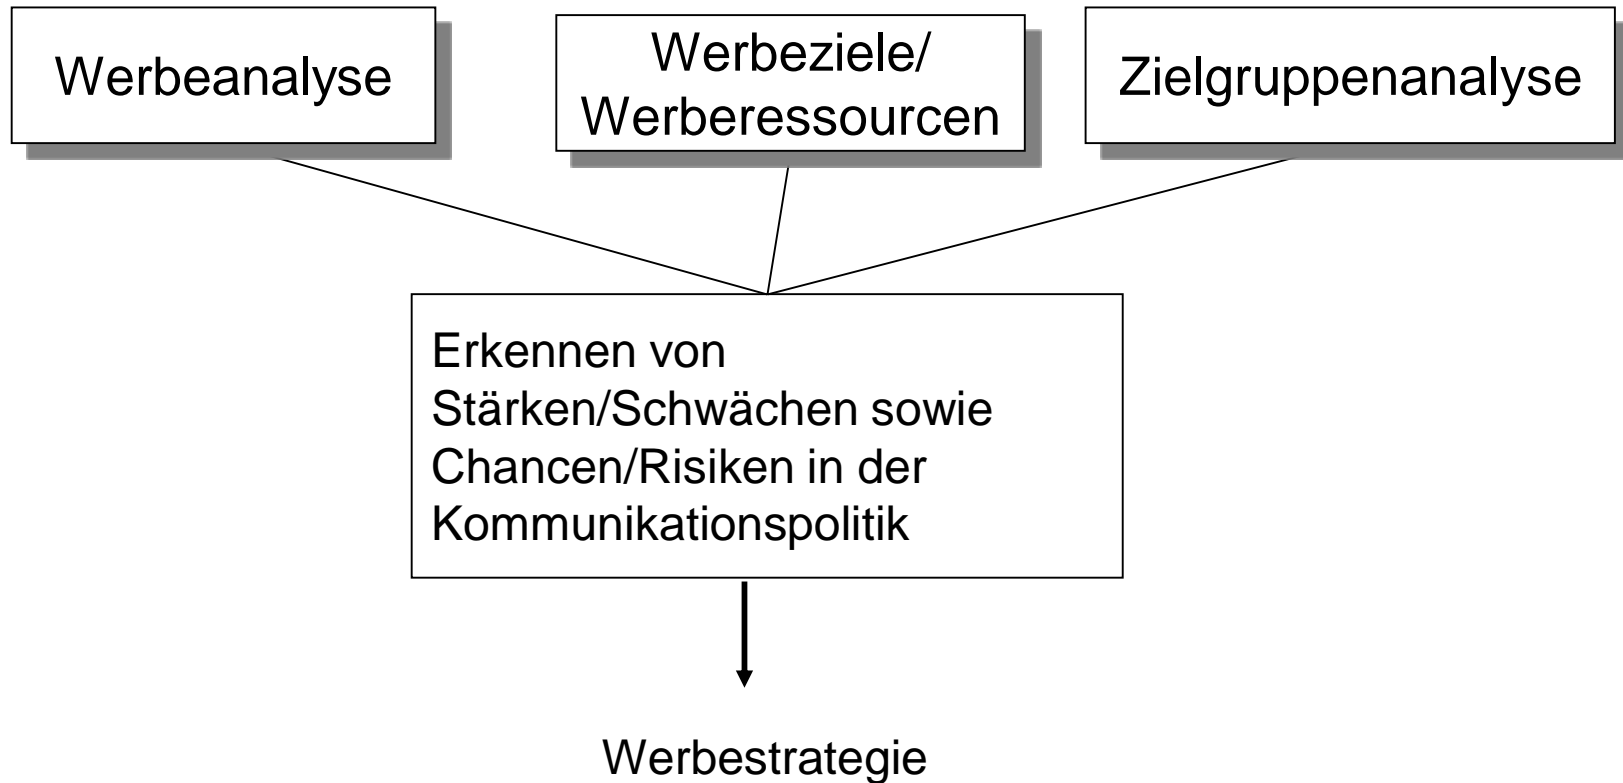 Werbeanalyse
Werbeziele/
Werberessourcen
Zielgruppenanalyse
Erkennen von
Stärken/Schwächen sowie
Chancen/Risiken in der
Kommunikationspolitik
Werbestrategie